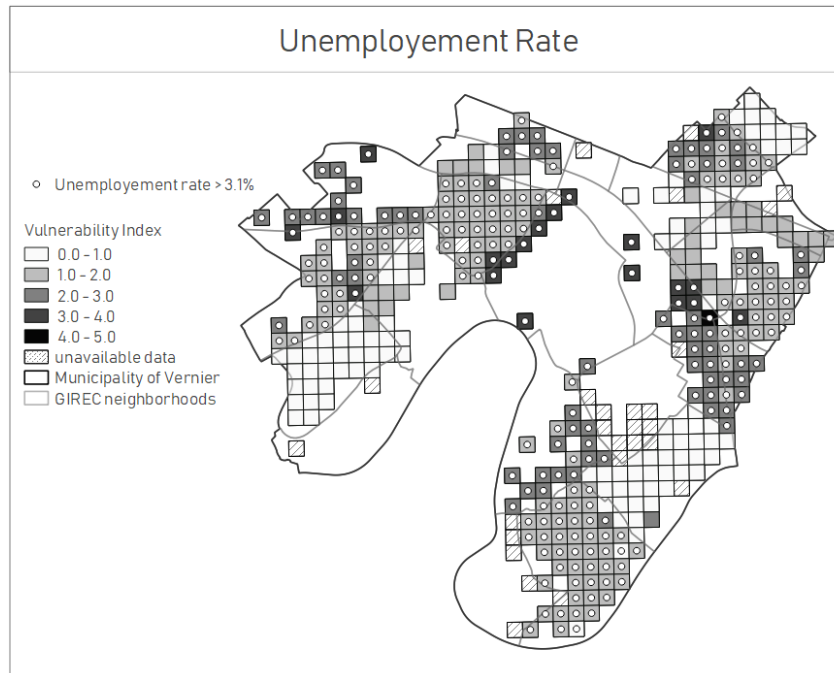 Unemployement Rate
Unemployement rate > 3.1%
Vulnerability Index
0.0 - 1.0
1.0 - 2.0
2.0 - 3.0
3.0 - 4.0
4.0 - 5.0
unavailable data
Municipality of Vernier
GIREC neighborhoods